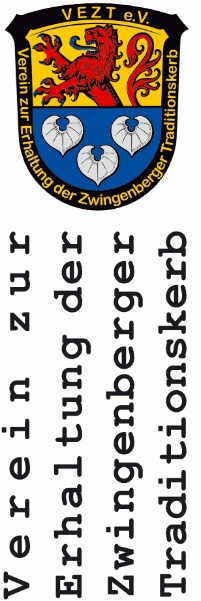 VEZT e.V.
Verein zur Erhaltung der Zwingenberger Traditionskerb
Verein zur
Erhaltung der
Zwingenberger
Traditionskerb